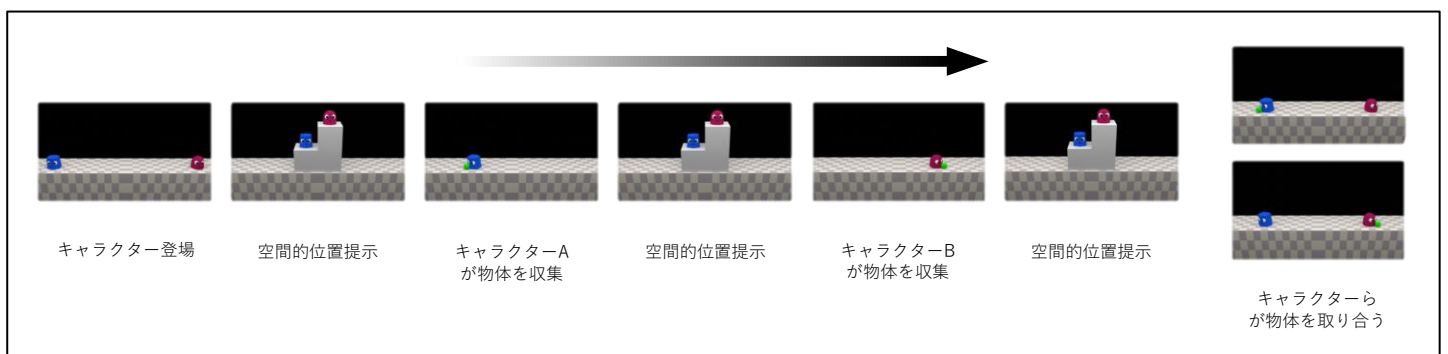 キャラクター登場
空間的位置提示
キャラクターA
が物体を収集
空間的位置提示
キャラクターB
が物体を収集
空間的位置提示
キャラクターら
が物体を取り合う